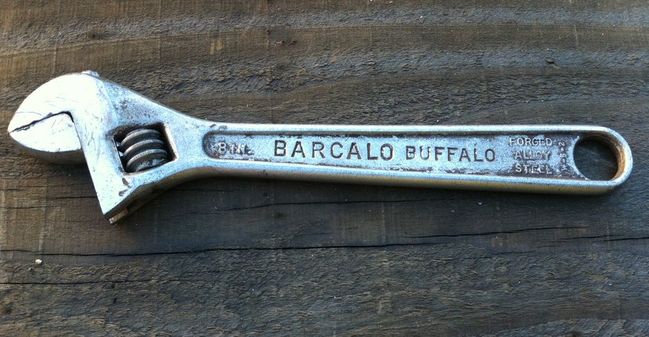 8 IN. BARCALO BUFFALO
FORGED
ALLOY
STEEL
U.S.A.